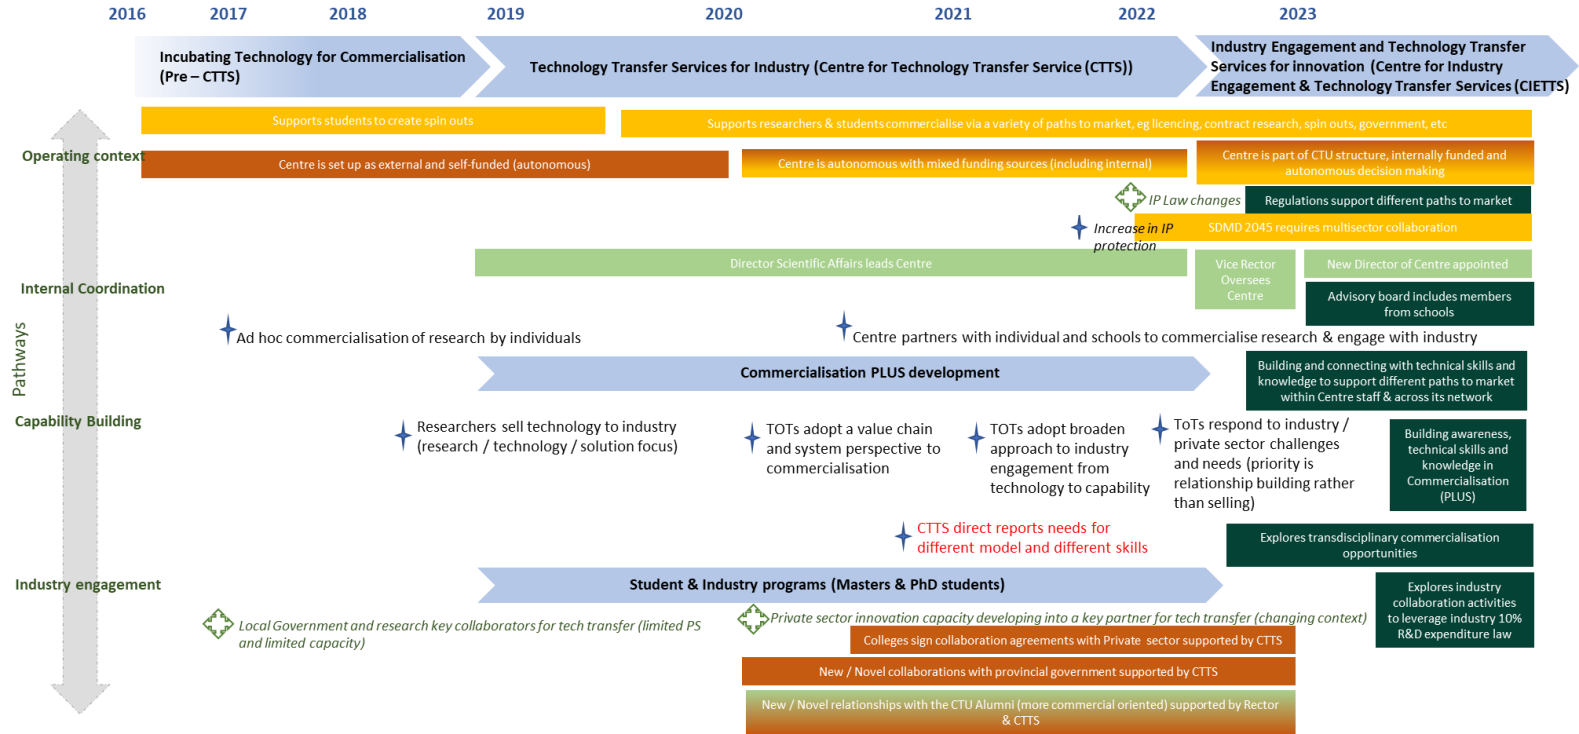 2016 2017 2018 2019 2020 2021 2022 2023
Incubating Technology for Commercialisation
(Pre – CTTS)
Technology Transfer Services for Industry (Centre for Technology Transfer Service (CTTS))
Industry Engagement and Technology Transfer
Services for innovation (Centre for Industry
Engagement & Technology Transfer Services (CIETTS)
Supports students to create spin outs
Supports researchers & students commercialise via a variety of paths to market, eg licencing, contract research, spin outs, government, etc
Operating context
Centre is set up as external and self-funded (autonomous)
Centre is autonomous with mixed funding sources (including internal)
Centre is part of CTU structure, internally funded and
autonomous decision making
IP Law changes
Regulations support different paths to market
Increase in IP
protection
SDMD 2045 requires multisector collaboration
Internal Coordination
Director Scientific Affairs leads Centre
Vice Rector
Oversees
Centre
New Director of Centre appointed
Advisory board includes members
from schools
Pathways
Ad hoc commercialisation of research by individuals
Centre partners with individual and schools to commercialise research & engage with industry
Commercialisation PLUS development
Building and connecting with technical skills and
knowledge to support different paths to market
within Centre staff & across its network
Capability Building
Researchers sell technology to industry
(research / technology / solution focus)
TOTs adopt a value chain
and system perspective to
commercialisation
TOTs adopt broaden
approach to industry
engagement from
technology to capability
ToTs respond to industry /
private sector challenges
and needs (priority is
relationship building rather
than selling)
Building awareness,
technical skills and
knowledge in
Commercialisation
(PLUS)
CTTS direct reports needs for
different model and different skills
Explores transdisciplinary commercialisation
opportunities
Industry engagement
Student & Industry programs (Masters & PhD students)
Explores industry
collaboration activities
to leverage industry 10%
R&D expenditure law
Local Government and research key collaborators for tech transfer (limited PS
and limited capacity)
Private sector innovation capacity developing into a key partner for tech transfer (changing context)
Colleges sign collaboration agreements with Private sector supported by CTTS
New / Novel collaborations with provincial government supported by CTTS
New / Novel relationships with the CTU Alumni (more commercial oriented) supported by Rector
& CTTS